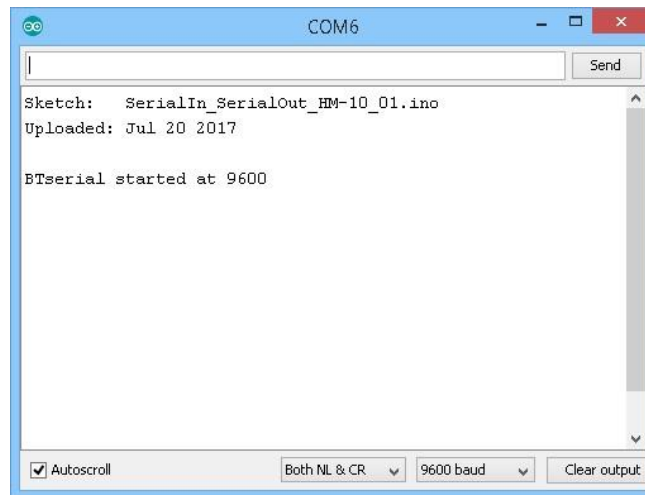 COM6
Send
Sketch:   SerialIn_SerialOut_HM-10_01.ino
Uploaded: Jul 20 2017
BTserial started at 9600
Autoscroll
Both NL & CR
9600 baud
Clear output